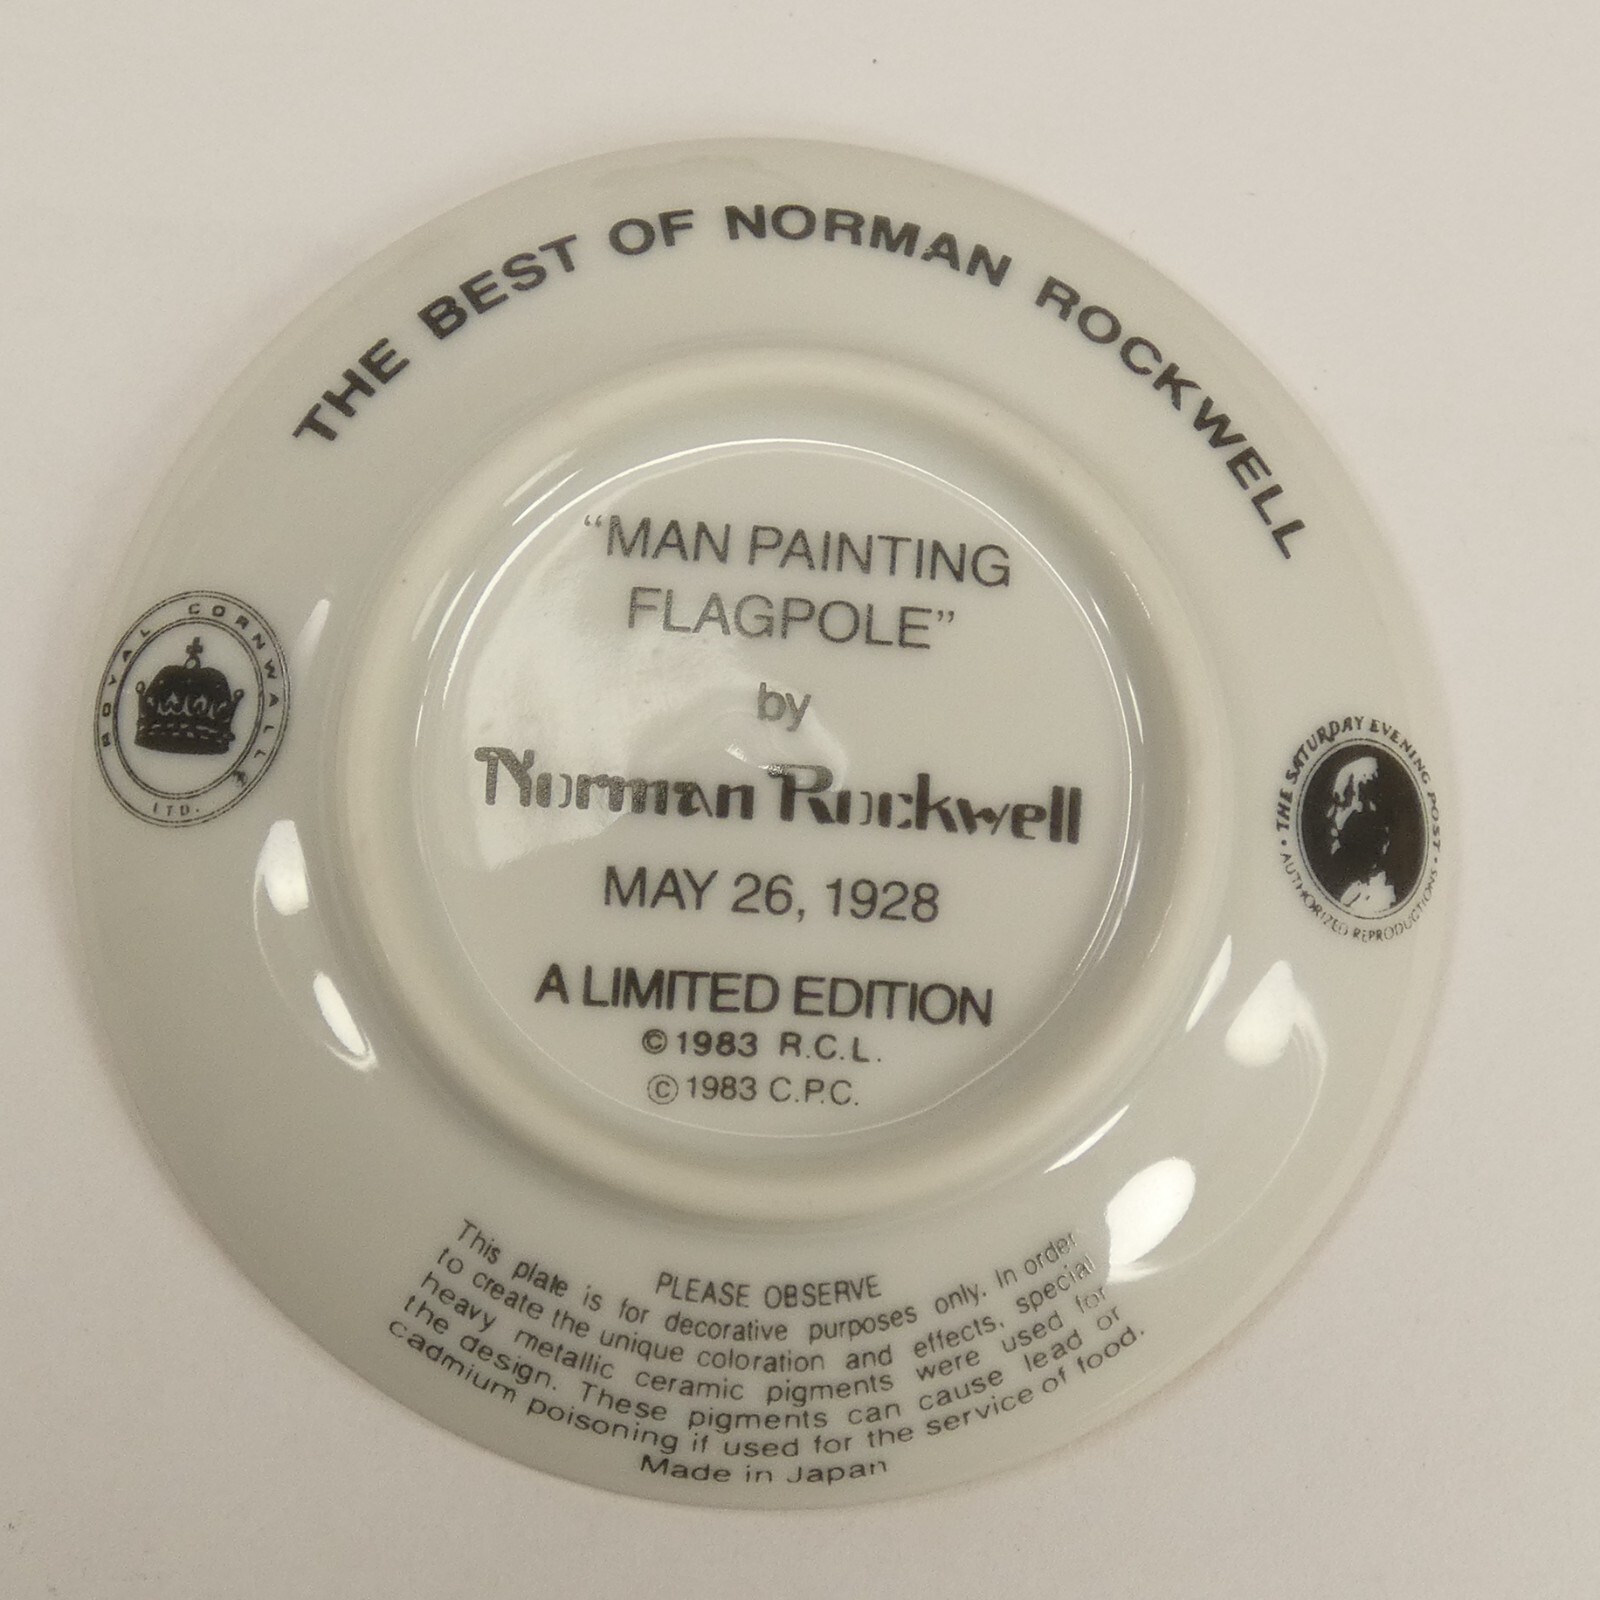 THE BEST OF NORMAN ROCKWELL
"MAN PAINTING
FLAGPOLE"
by
Norman Rockwell
MAY 26, 1928
A LIMITED EDITION
©1983 R.C.L.
©1983 C.P.C.
ROYAL CORNWALL
LTD.
THE SATURDAY EVENING POST
• AUTHORIZED REPRODUCTIONS •
PLEASE OBSERVE
This plate is for decorative purposes only. In order
to create the unique coloration and effects, special
heavy metallic ceramic pigments were used for
the design. These pigments can cause lead or
cadmium poisoning if used for the service of food.
Made in Japan